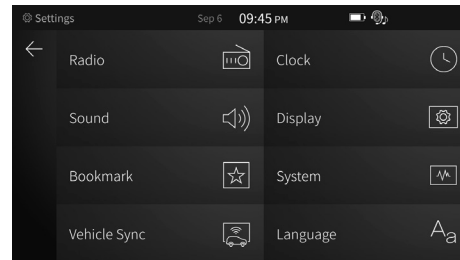 Settings Sep 6 09:45 PM
Radio Clock
Sound Display
Bookmark System
Vehicle Sync Language Aa